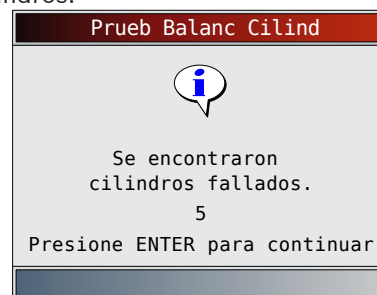 Prueb Balanc Cilind
Se encontraron
cilindros fallados.
5
Presione ENTER para continuar